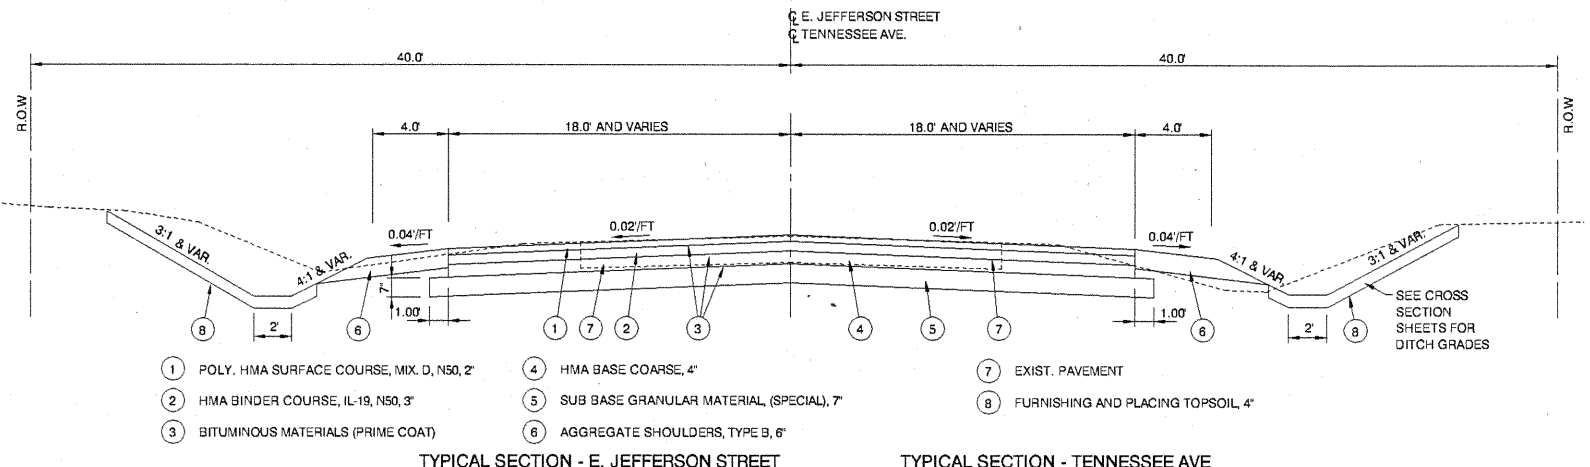 ℄ E. JEFFERSON STREET
℄ TENNESSEE AVE.
40.0' 40.0'
R.O.W R.O.W
4.0' 18.0' AND VARIES 18.0' AND VARIES 4.0'
0.04'/FT 0.02'/FT 0.02'/FT 0.04'/FT
3:1 & VAR. 4:1 & VAR. 4:1 & VAR. 3:1 & VAR.
7"
1.00' 1.00'
2' 2'
8 6 1 7 2 3 4 5 7 6 8
SEE CROSS
SECTION
SHEETS FOR
DITCH GRADES
1 POLY. HMA SURFACE COURSE, MIX. D, N50, 2"
2 HMA BINDER COURSE, IL-19, N50, 3"
3 BITUMINOUS MATERIALS (PRIME COAT)
4 HMA BASE COARSE, 4"
5 SUB BASE GRANULAR MATERIAL, (SPECIAL), 7"
6 AGGREGATE SHOULDERS, TYPE B, 6"
7 EXIST. PAVEMENT
8 FURNISHING AND PLACING TOPSOIL, 4"
TYPICAL SECTION - E. JEFFERSON STREET
TYPICAL SECTION - TENNESSEE AVE